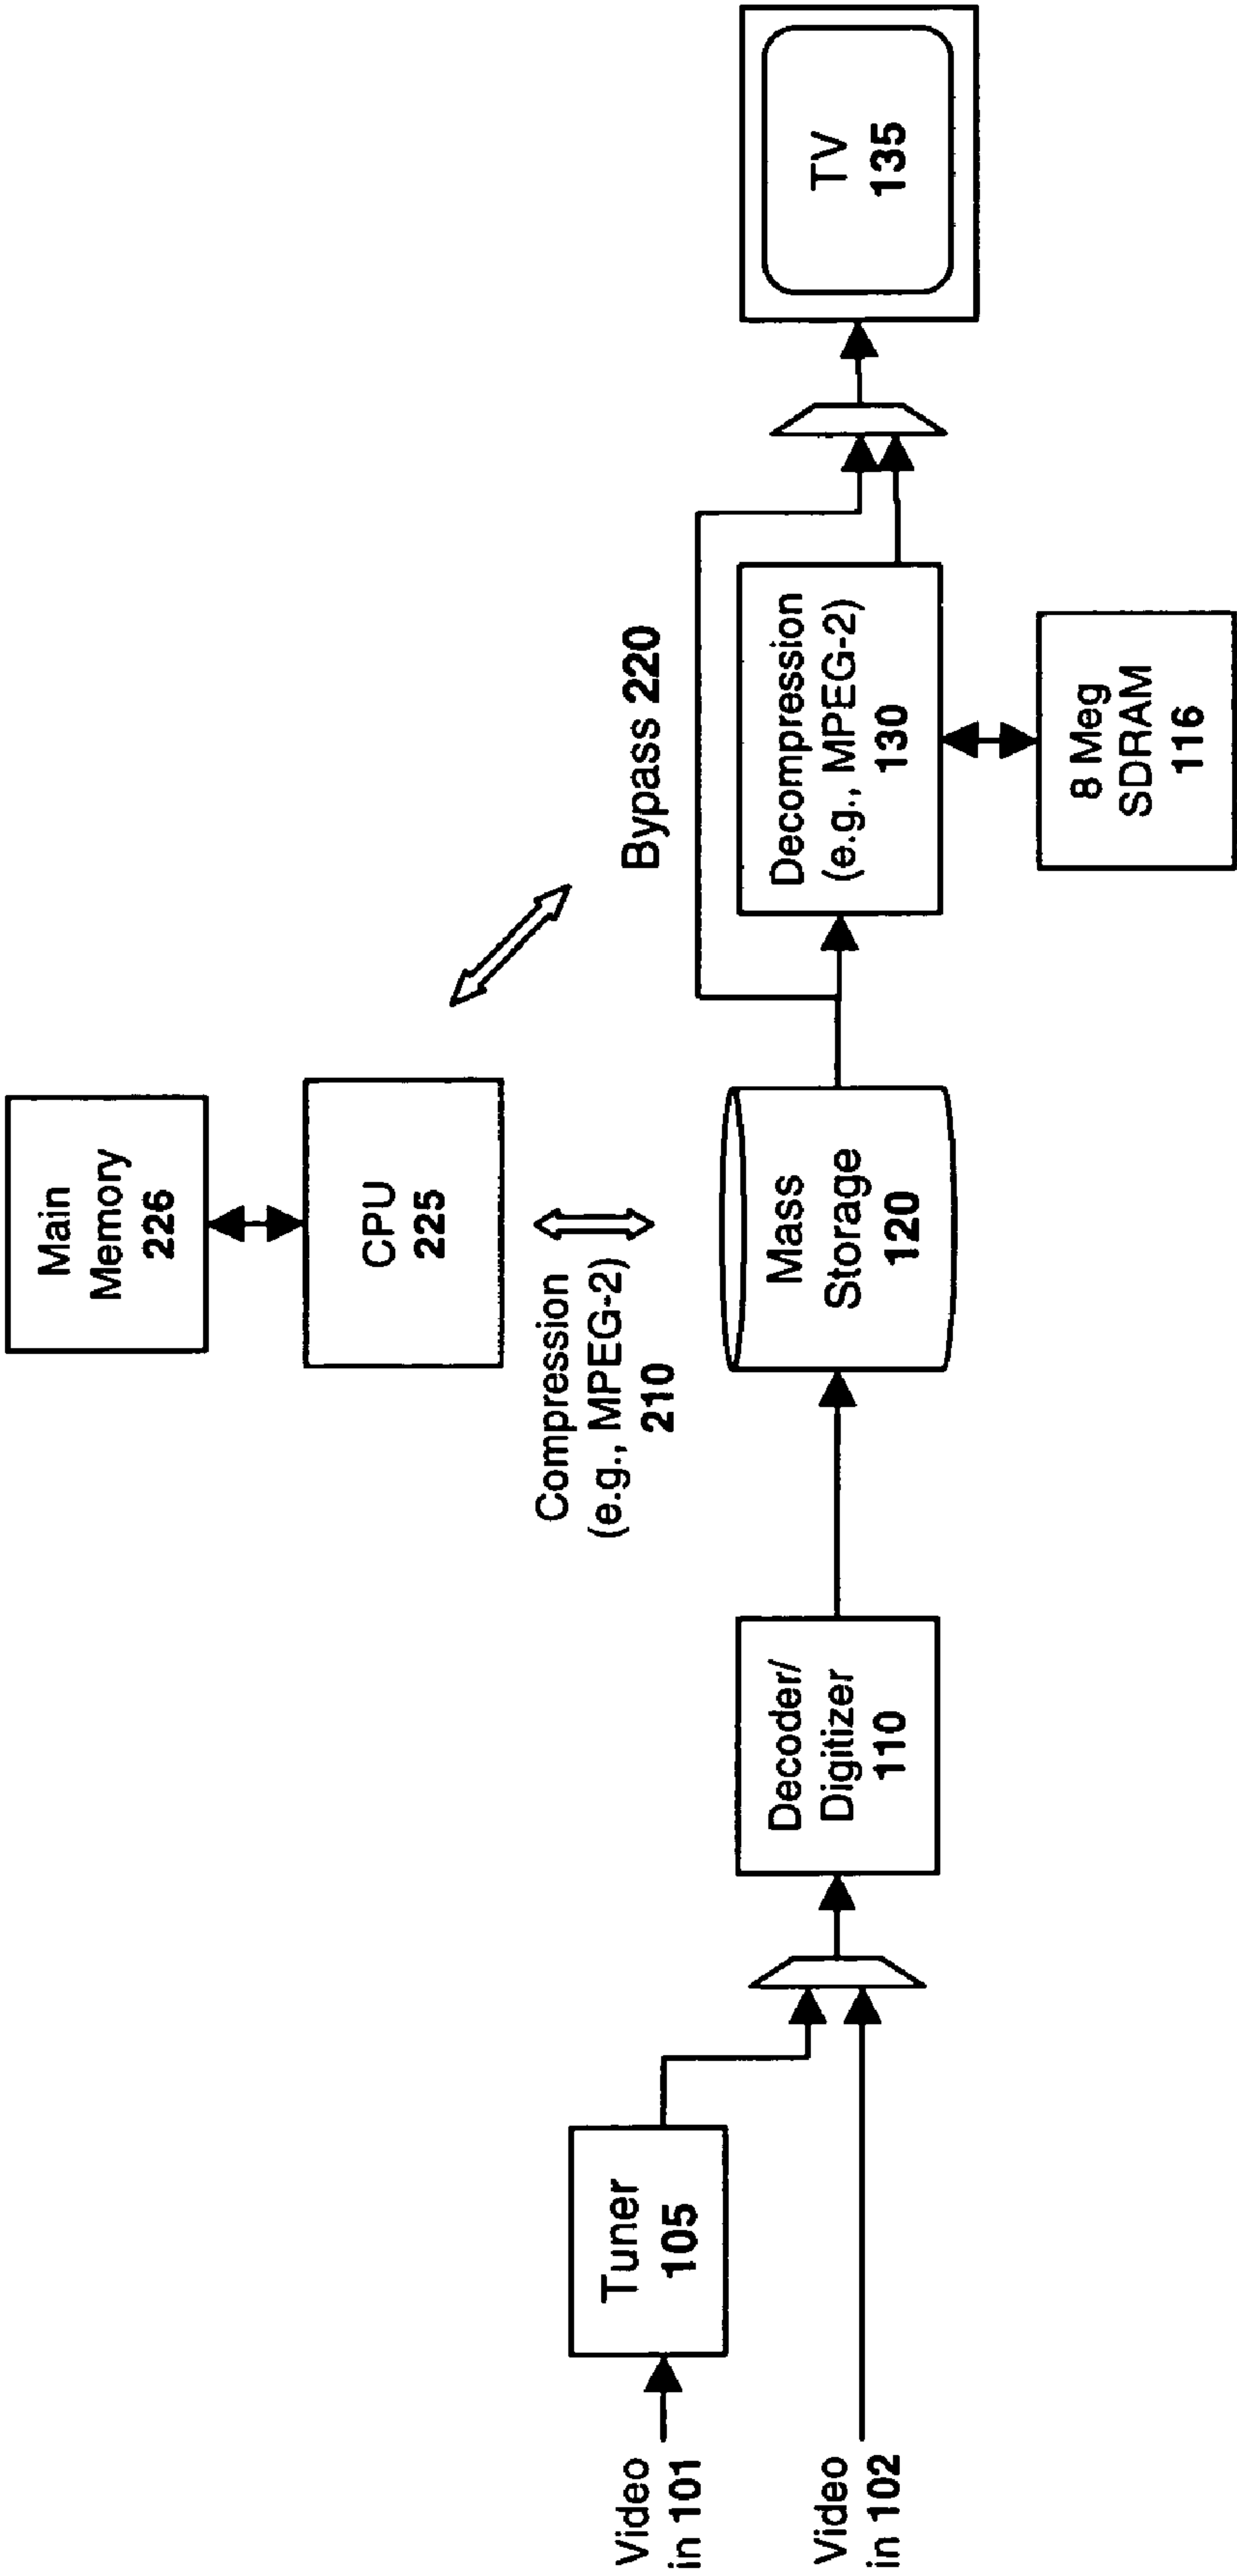 Main
Memory
226
CPU
225
Compression
(e.g., MPEG-2)
210
Bypass 220
Video
in 101
Tuner
105
Video
in 102
Decoder/
Digitizer
110
Mass
Storage
120
Decompression
(e.g., MPEG-2)
130
TV
135
8 Meg
SDRAM
116